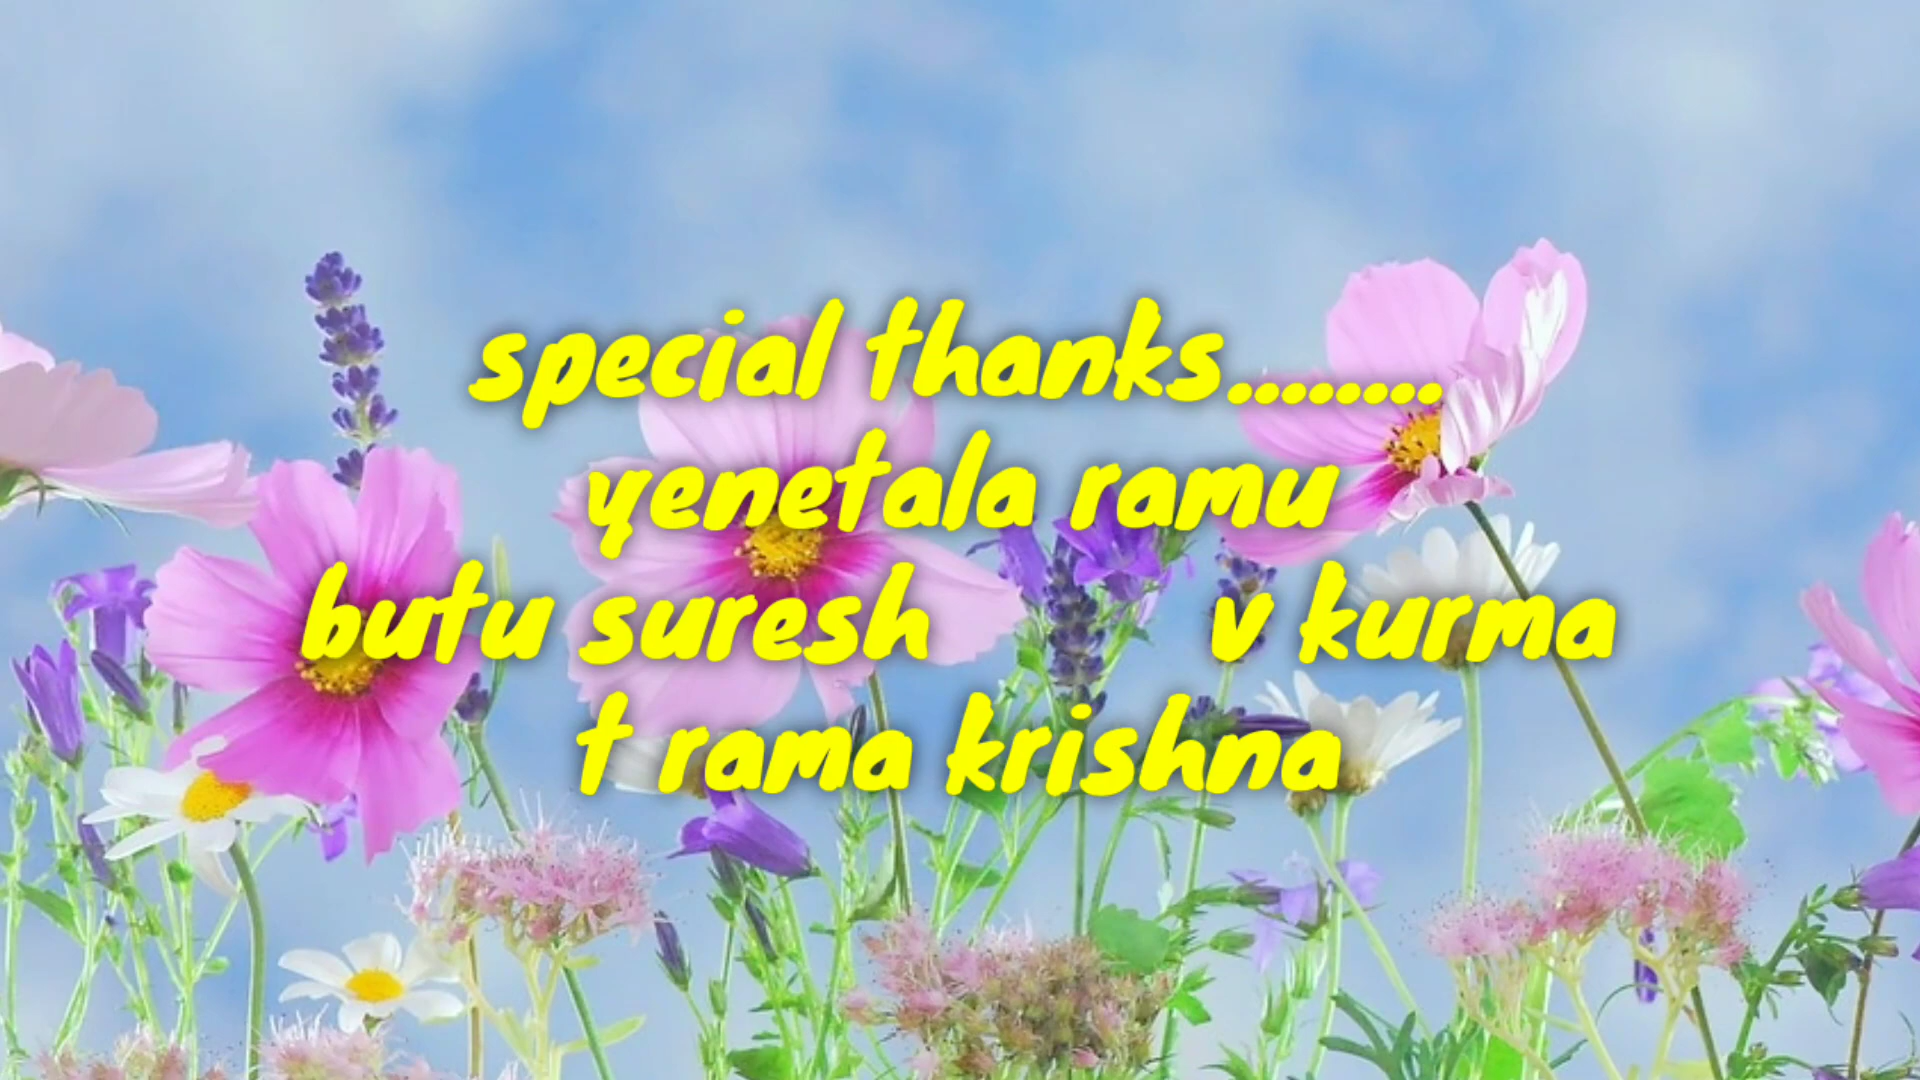 special thanks........
yenetala ramu
butu suresh v kurma
t rama krishna